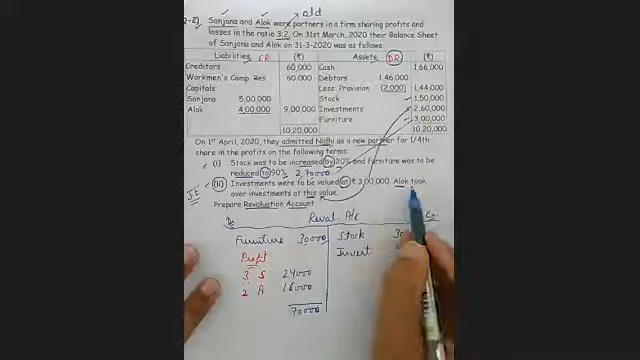 old
Q-2) Sanjana and Alok were partners in a firm sharing profits and
losses in the ratio 3:2. On 31st March, 2020 their Balance Sheet
of Sanjana and Alok on 31-3-2020 was as follows:
Liabilities CR (₹) Assets DR (₹)
Creditors 60,000 Cash 1,66,000
Workmen's Comp Res 60,000 Debtors 1,46,000
Capitals Less: Provision (2,000) 1,44,000
Sanjana 5,00,000 Stock 1,50,000
Alok 4,00,000 9,00,000 Investments 2,60,000
Furniture 3,00,000
10,20,000 10,20,000
On 1st April, 2020, they admitted Nidhi as a new partner for 1/4th
share in the profits on the following terms:
(i) Stock was to be increased by 20% and furniture was to be
reduced to 90%. 2,70000
(ii) Investments were to be valued at ₹ 3,00,000. Alok took
over investments at this value.
Prepare Revaluation Account
Dr Reval. A/c Cr
Furniture 30000 Stock 30
Profit Invest
3 S 24000
2 A 16000
70000